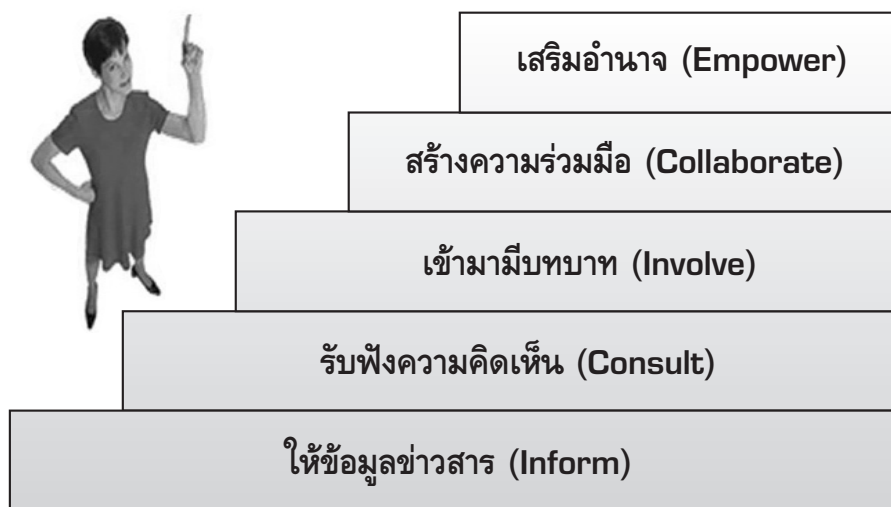 เสริมอำนาจ (Empower)
สร้างความร่วมมือ (Collaborate)
เข้ามามีบทบาท (Involve)
รับฟังความคิดเห็น (Consult)
ให้ข้อมูลข่าวสาร (Inform)